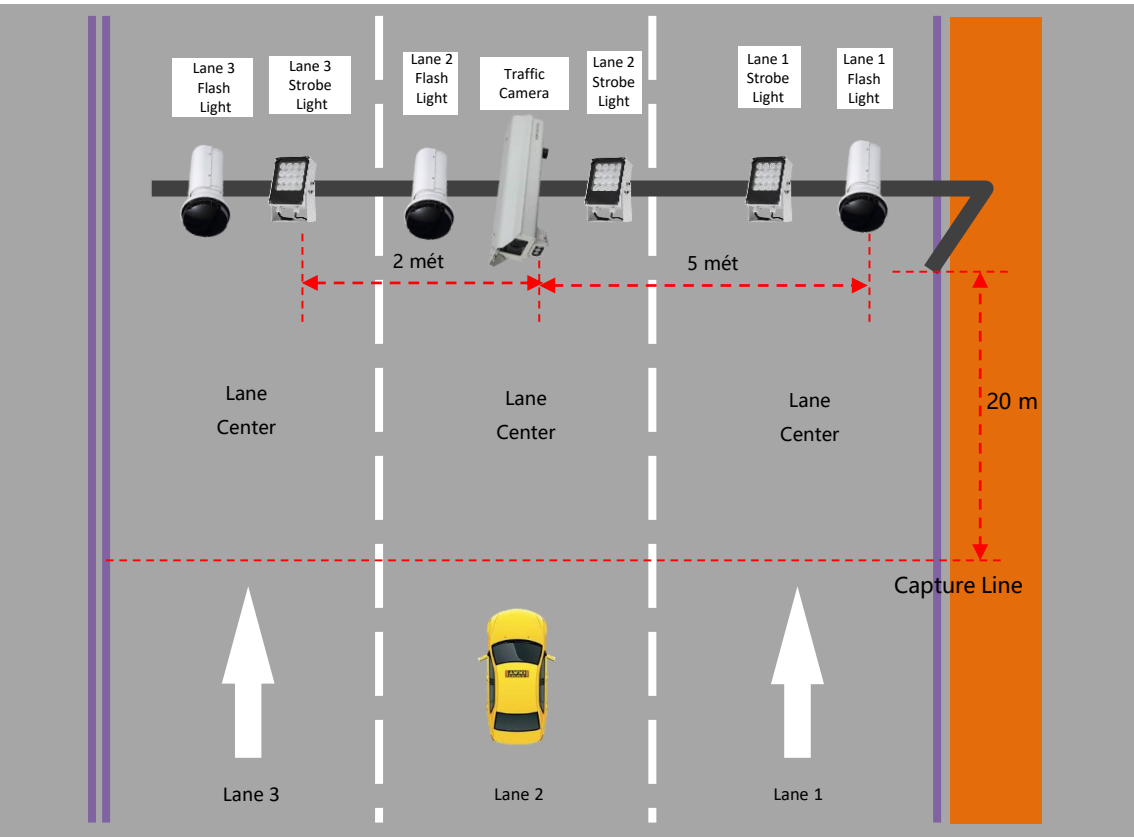 Lane 3
Flash
Light
Lane 3
Strobe
Light
Lane 2
Flash
Light
Traffic
Camera
Lane 2
Strobe
Light
Lane 1
Strobe
Light
Lane 1
Flash
Light
2 mét
5 mét
Lane
Center
Lane
Center
Lane
Center
20 m
Capture Line
Lane 3
Lane 2
Lane 1